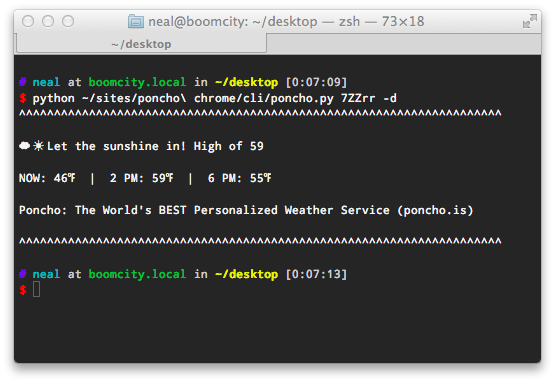 neal@boomcity: ~/desktop — zsh — 73×18
~/desktop
# neal at boomcity.local in ~/desktop [0:07:09]
$ python ~/sites/poncho\ chrome/cli/poncho.py 7ZZrr -d
^^^^^^^^^^^^^^^^^^^^^^^^^^^^^^^^^^^^^^^^^^^^^^^^^^^^^^^^^^^^^^^^^^^^^
☁☀Let the sunshine in! High of 59
NOW: 46℉  |  2 PM: 59℉  |  6 PM: 55℉
Poncho: The World's BEST Personalized Weather Service (poncho.is)
^^^^^^^^^^^^^^^^^^^^^^^^^^^^^^^^^^^^^^^^^^^^^^^^^^^^^^^^^^^^^^^^^^^^^
# neal at boomcity.local in ~/desktop [0:07:13]
$